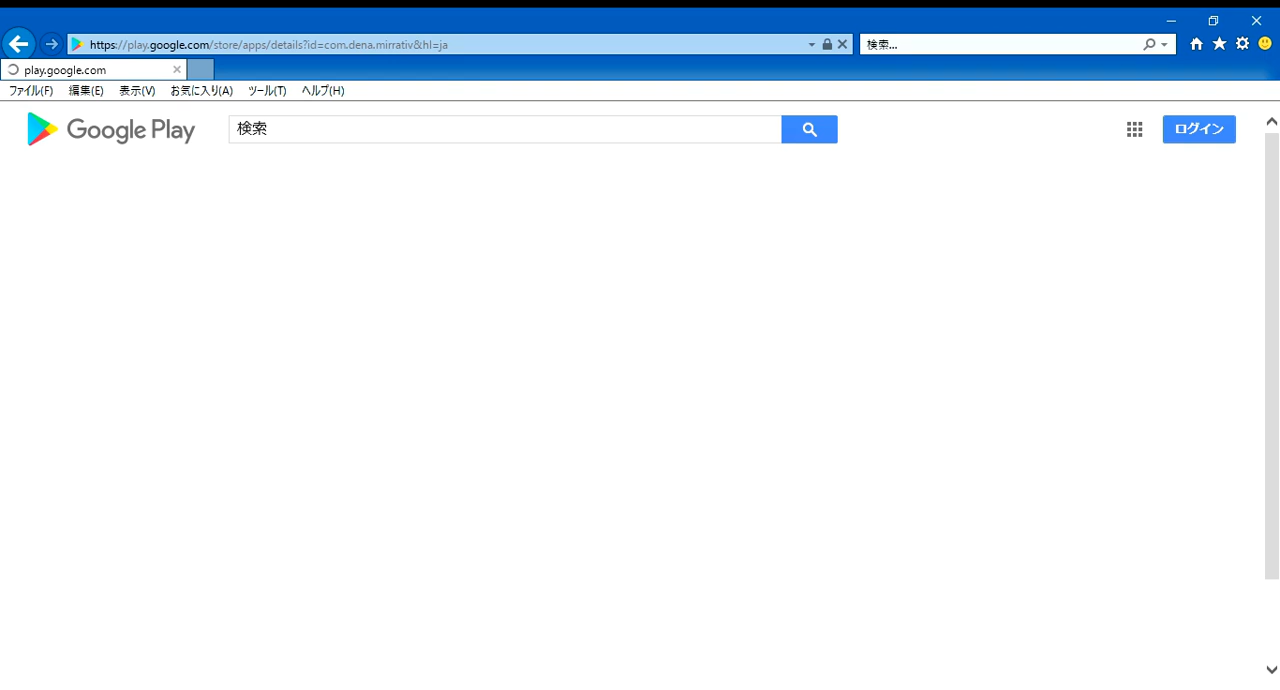 https://play.google.com/store/apps/details?id=com.dena.mirrativ&hl=ja
検索...
play.google.com
ファイル(F) 編集(E) 表示(V) お気に入り(A) ツール(T) ヘルプ(H)
Google Play 検索 ログイン